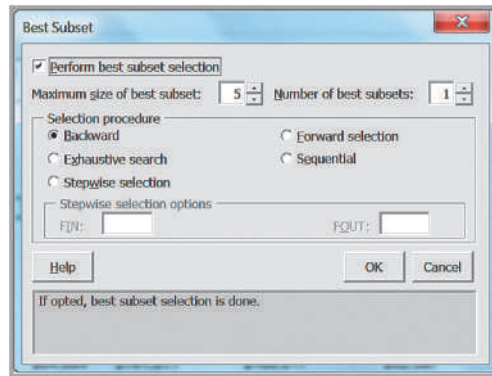 Best Subset
Perform best subset selection
Maximum size of best subset: 5 Number of best subsets: 1
Selection procedure
Backward Forward selection
Exhaustive search Sequential
Stepwise selection
Stepwise selection options
FIN: FOUT:
Help OK Cancel
If opted, best subset selection is done.